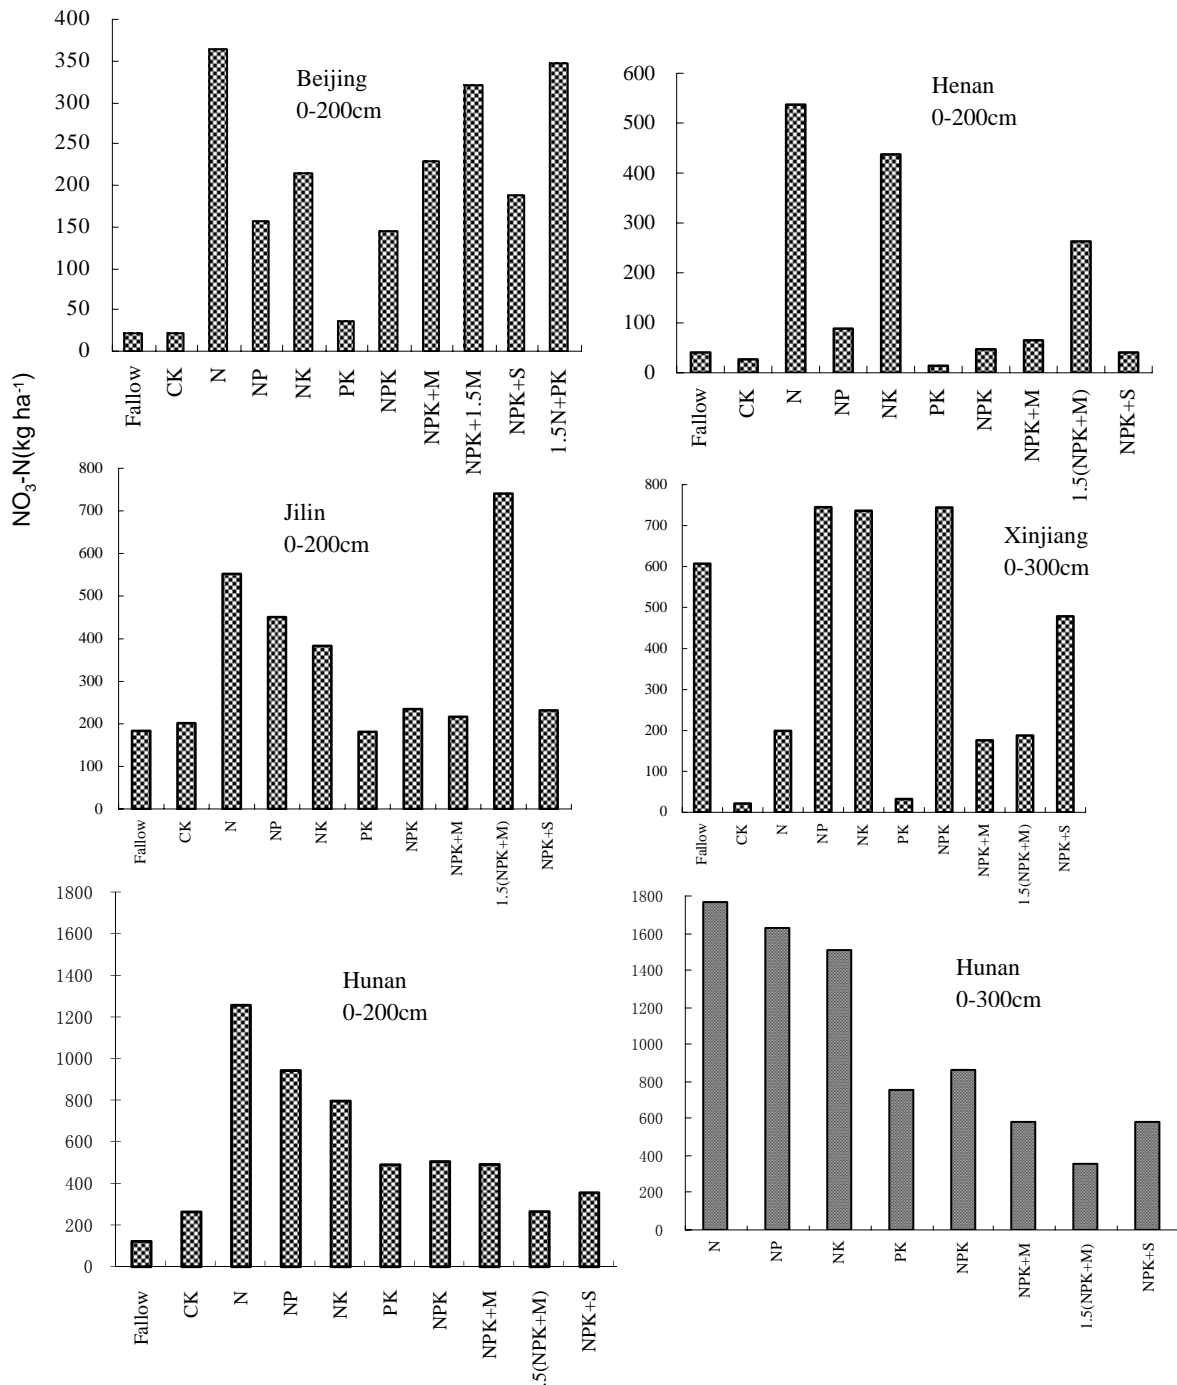 NO₃-N(kg ha⁻¹)
400
350
300
250
200
150
100
50
0
Beijing
0-200cm
Fallow
CK
N
NP
NK
PK
NPK
NPK+M
NPK+1.5M
NPK+S
1.5N+PK
600
500
400
300
200
100
0
Henan
0-200cm
Fallow
CK
N
NP
NK
PK
NPK
NPK+M
1.5(NPK+M)
NPK+S
800
700
600
500
400
300
200
100
0
Jilin
0-200cm
Fallow
CK
N
NP
NK
PK
NPK
NPK+M
1.5(NPK+M)
NPK+S
800
700
600
500
400
300
200
100
0
Xinjiang
0-300cm
Fallow
CK
N
NP
NK
PK
NPK
NPK+M
1.5(NPK+M)
NPK+S
1800
1600
1400
1200
1000
800
600
400
200
0
Hunan
0-200cm
Fallow
CK
N
NP
NK
PK
NPK
NPK+M
.5(NPK+M)
NPK+S
1800
1600
1400
1200
1000
800
600
400
200
0
Hunan
0-300cm
N
NP
NK
PK
NPK
NPK+M
1.5(NPK+M)
NPK+S